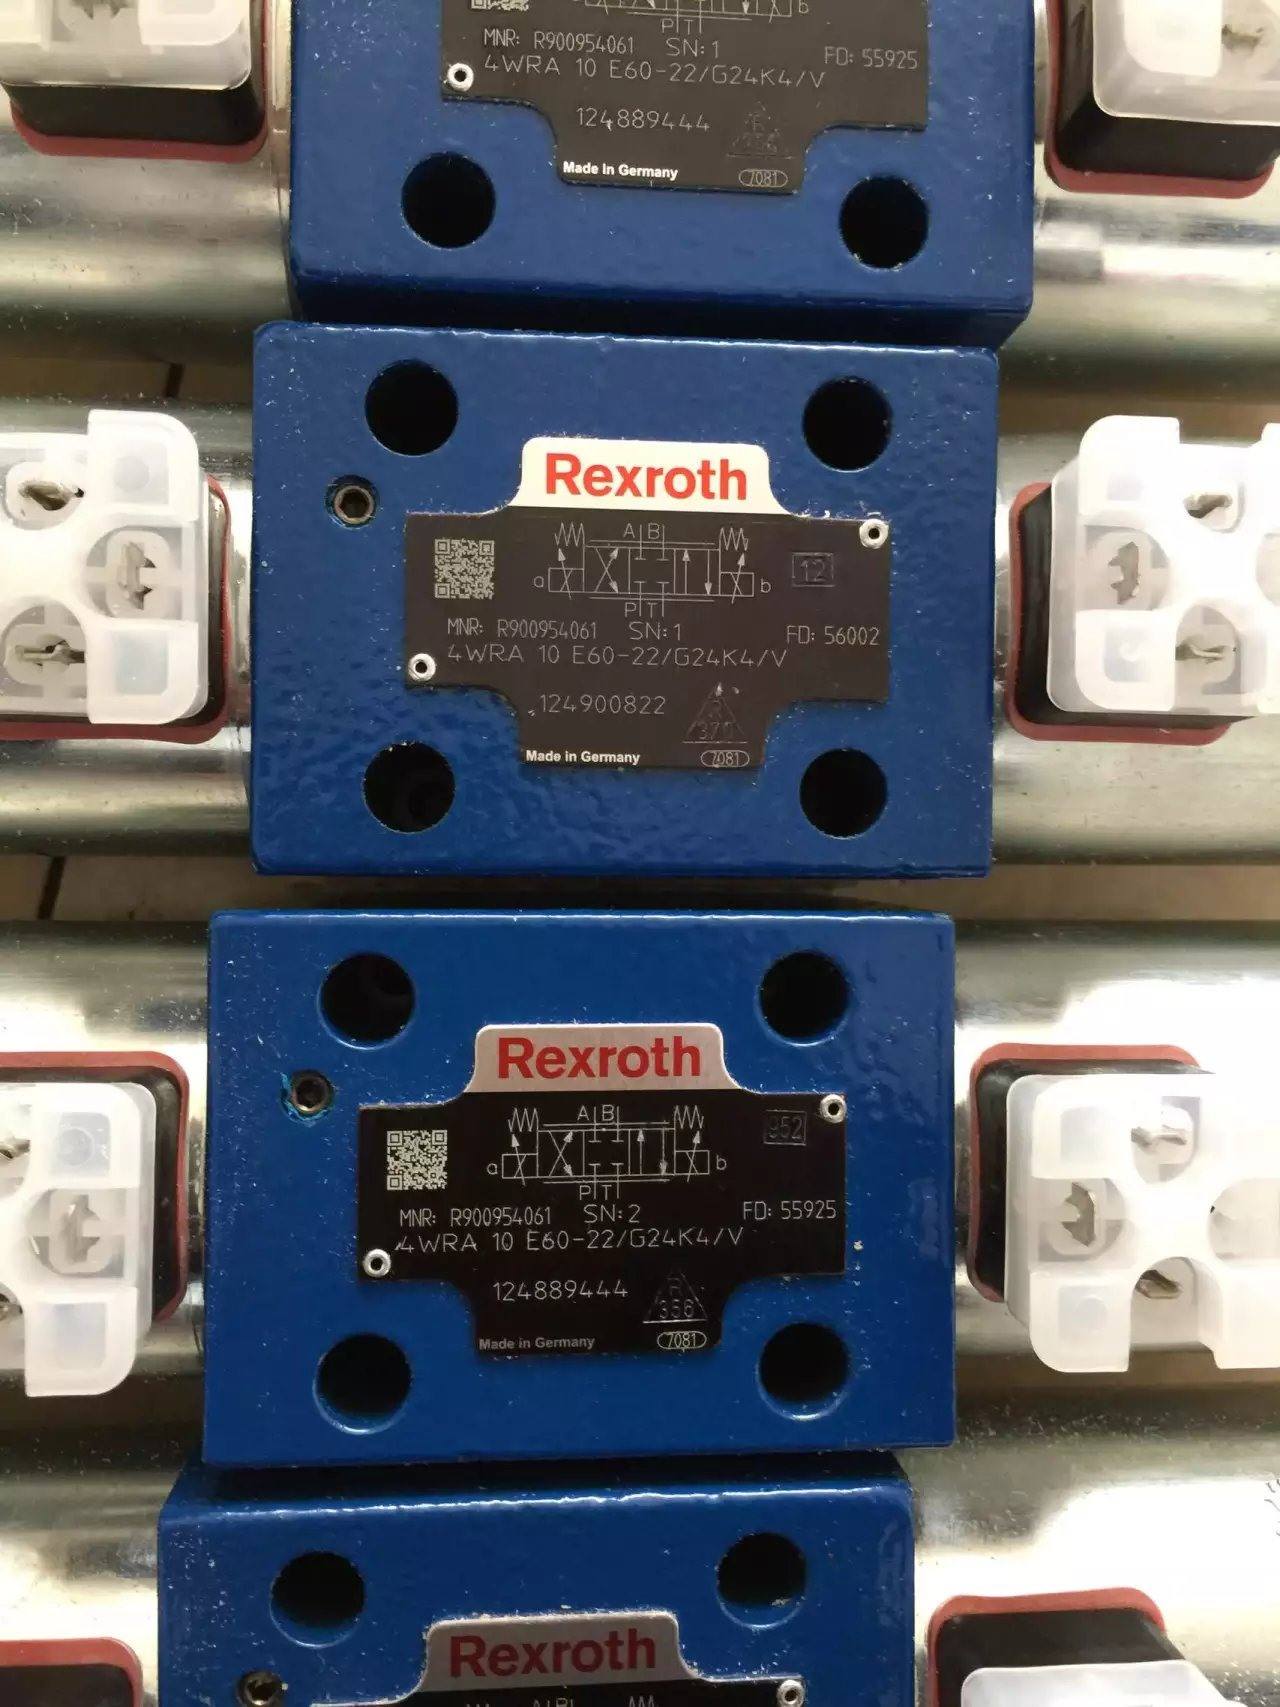 b
P T
MNR: R900954061 SN:1 FD: 55925
4WRA 10 E60-22/G24K4/V
124889444
Made in Germany 7081
Rexroth
A B
12
a b
P T
MNR: R900954061 SN:1 FD: 56002
4WRA 10 E60-22/G24K4/V
124900822
R
370
Made in Germany 7081
Rexroth
A B
952
a b
P T
MNR: R900954061 SN:2 FD: 55925
4WRA 10 E60-22/G24K4/V
124889444
R
356
Made in Germany 7081
Rexroth
A B